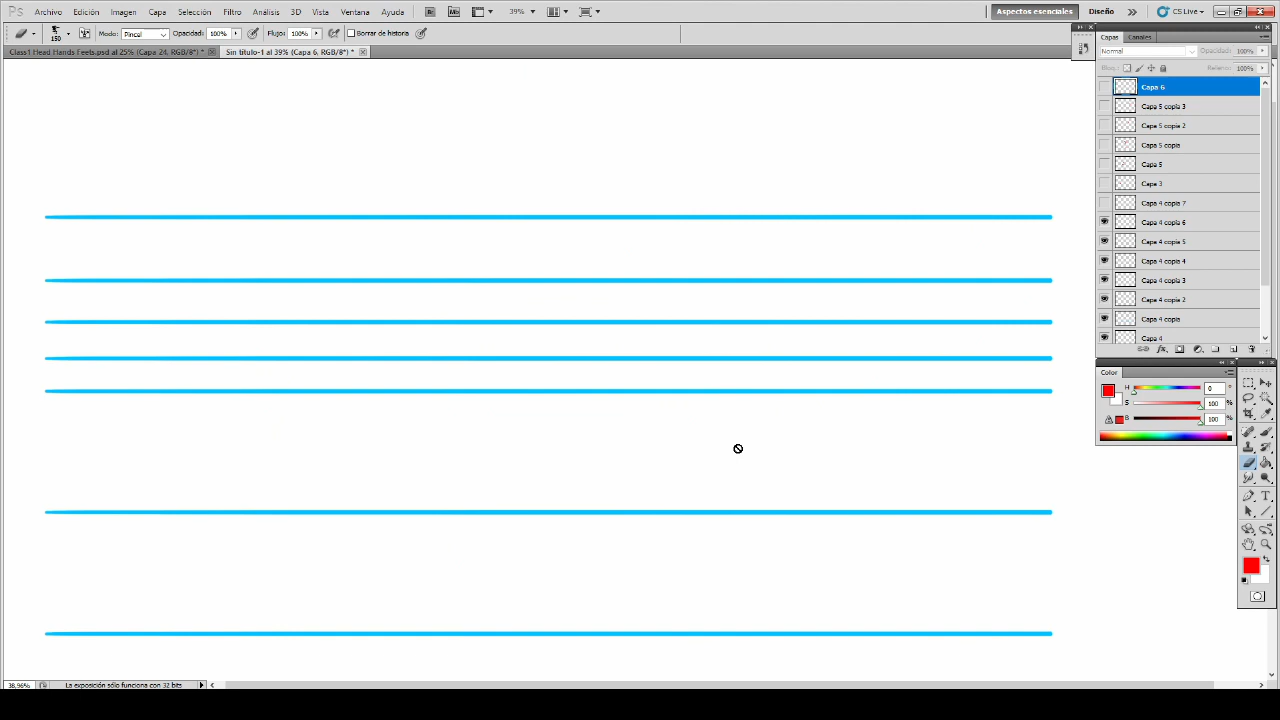 Ps Archivo Edición Imagen Capa Selección Filtro Análisis 3D Vista Ventana Ayuda Br Mb 39% Aspectos esenciales Diseño CS Live
150 Modo: Pincel Opacidad: 100% Flujo: 100% Borrar de historia
Class1 Head Hands Feels.psd al 25% (Capa 24, RGB/8*) * Sin título-1 al 39% (Capa 6, RGB/8*) *
Capas Canales
Normal Opacidad: 100%
Relleno: 100%
Capa 6
Capa 5 copia 3
Capa 5 copia 2
Capa 5 copia
Capa 5
Capa 3
Capa 4 copia 7
Capa 4 copia 6
Capa 4 copia 5
Capa 4 copia 4
Capa 4 copia 3
Capa 4 copia 2
Capa 4 copia
Capa 4
Color
H 0 °
S 100 %
B 100 %
38,96% La exposición sólo funciona con 32 bits